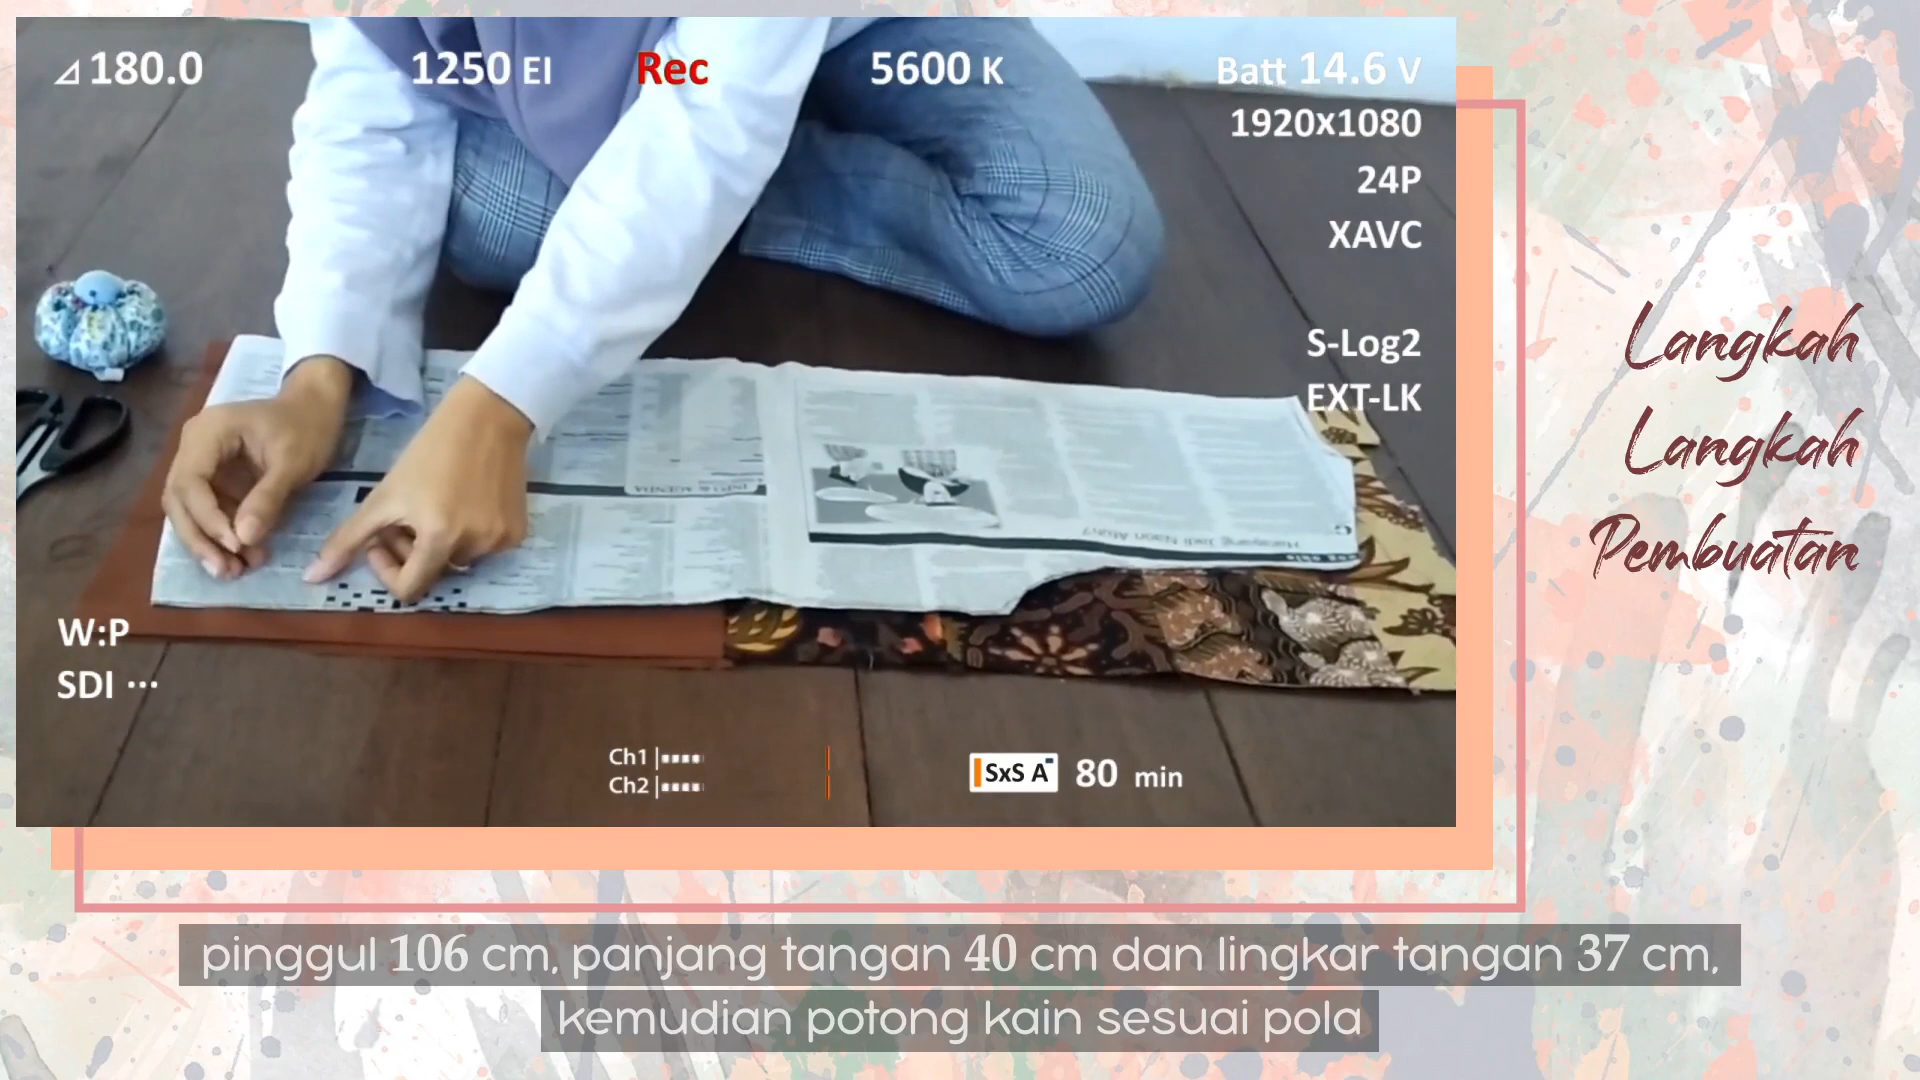 180.0
1250 EI
Rec
5600 K
Batt 14.6 V
1920x1080
24P
XAVC
S-Log2
EXT-LK
INFO & AGENDA
W:P
SDI ...
Ch1
Ch2
SxS A
80 min
Langkah
Langkah
Pembuatan
pinggul 106 cm, panjang tangan 40 cm dan lingkar tangan 37 cm,
kemudian potong kain sesuai pola